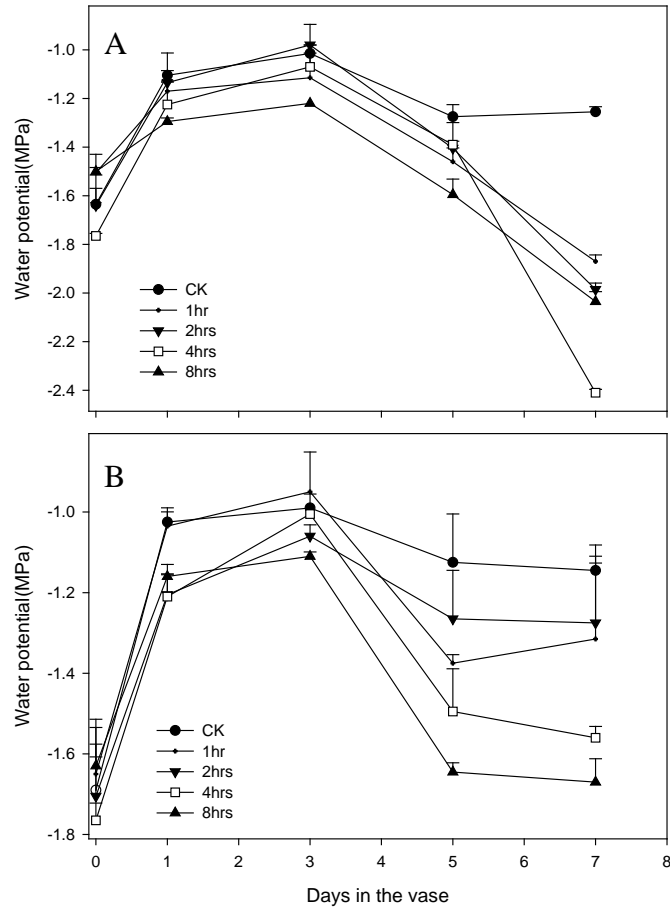 A
Water potential(MPa)
-1.0
-1.2
-1.4
-1.6
-1.8
-2.0
-2.2
-2.4
CK
1hr
2hrs
4hrs
8hrs
B
Water potential(MPa)
-1.0
-1.2
-1.4
-1.6
-1.8
CK
1hr
2hrs
4hrs
8hrs
0 1 2 3 4 5 6 7 8
Days in the vase